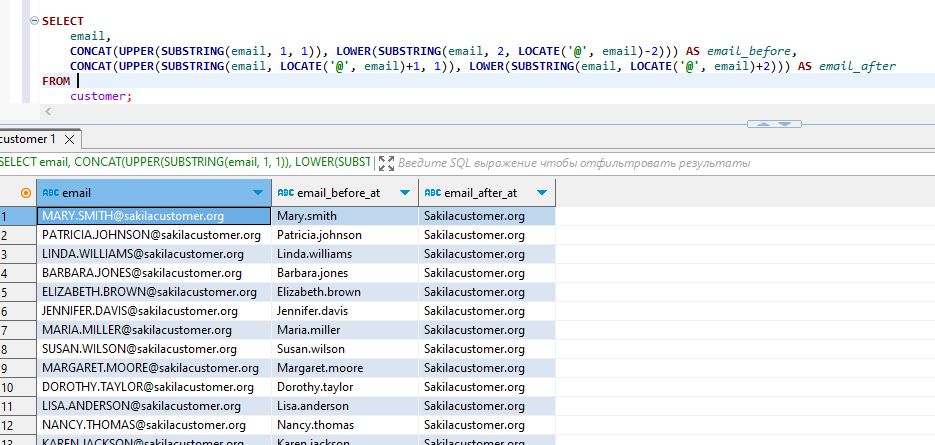 SELECT
email,
CONCAT(UPPER(SUBSTRING(email, 1, 1)), LOWER(SUBSTRING(email, 2, LOCATE('@', email)-2))) AS email_before,
CONCAT(UPPER(SUBSTRING(email, LOCATE('@', email)+1, 1)), LOWER(SUBSTRING(email, LOCATE('@', email)+2))) AS email_after
FROM
customer;
customer 1
SELECT email, CONCAT(UPPER(SUBSTRING(email, 1, 1)), LOWER(SUBST Введите SQL выражение чтобы отфильтровать результаты
ABC email ABC email_before_at ABC email_after_at
1 MARY.SMITH@sakilacustomer.org Mary.smith Sakilacustomer.org
2 PATRICIA.JOHNSON@sakilacustomer.org Patricia.johnson Sakilacustomer.org
3 LINDA.WILLIAMS@sakilacustomer.org Linda.williams Sakilacustomer.org
4 BARBARA.JONES@sakilacustomer.org Barbara.jones Sakilacustomer.org
5 ELIZABETH.BROWN@sakilacustomer.org Elizabeth.brown Sakilacustomer.org
6 JENNIFER.DAVIS@sakilacustomer.org Jennifer.davis Sakilacustomer.org
7 MARIA.MILLER@sakilacustomer.org Maria.miller Sakilacustomer.org
8 SUSAN.WILSON@sakilacustomer.org Susan.wilson Sakilacustomer.org
9 MARGARET.MOORE@sakilacustomer.org Margaret.moore Sakilacustomer.org
10 DOROTHY.TAYLOR@sakilacustomer.org Dorothy.taylor Sakilacustomer.org
11 LISA.ANDERSON@sakilacustomer.org Lisa.anderson Sakilacustomer.org
12 NANCY.THOMAS@sakilacustomer.org Nancy.thomas Sakilacustomer.org
13 KAREN.JACKSON@sakilacustomer.org Karen.jackson Sakilacustomer.org